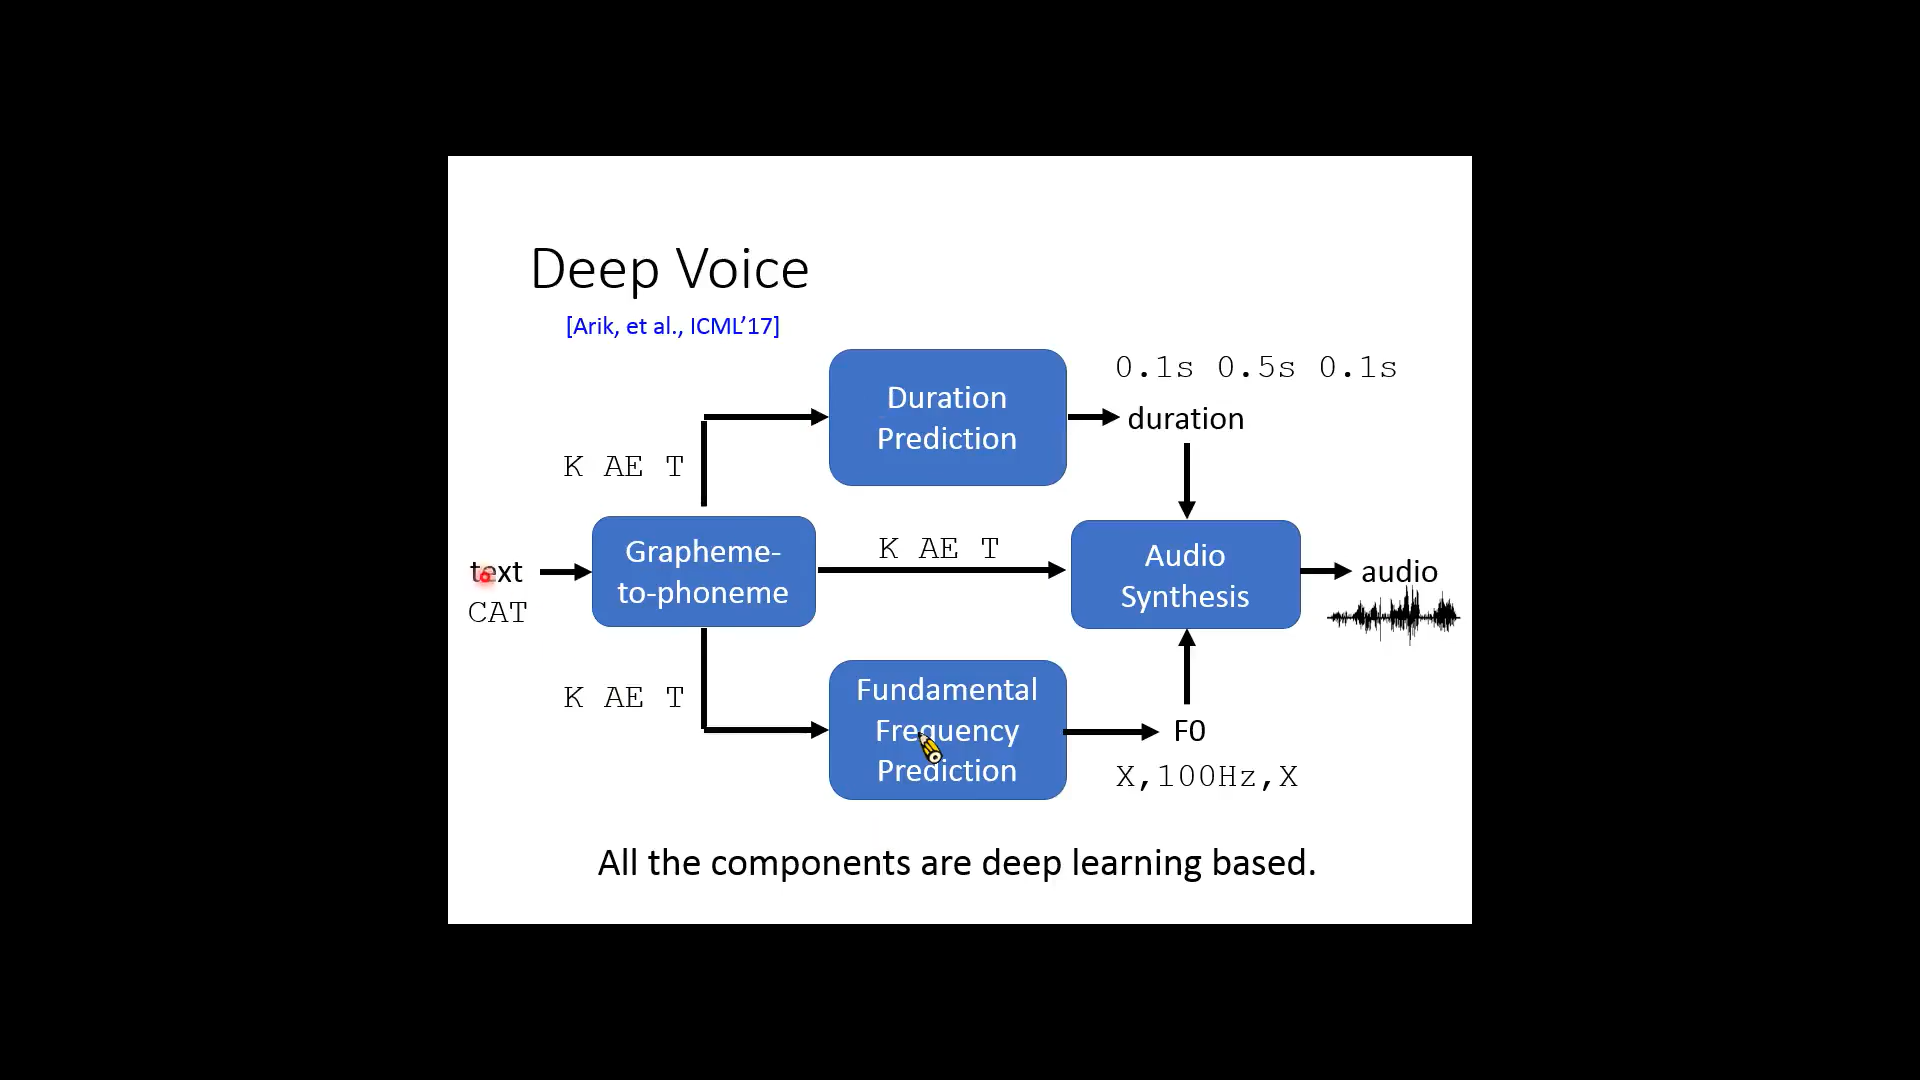 Deep Voice
[Arik, et al., ICML'17]
0.1s 0.5s 0.1s
Duration
Prediction
duration
K AE T
Grapheme-
to-phoneme
K AE T
Audio
Synthesis
text
CAT
audio
K AE T
Fundamental
Frequency
Prediction
F0
X,100Hz,X
All the components are deep learning based.